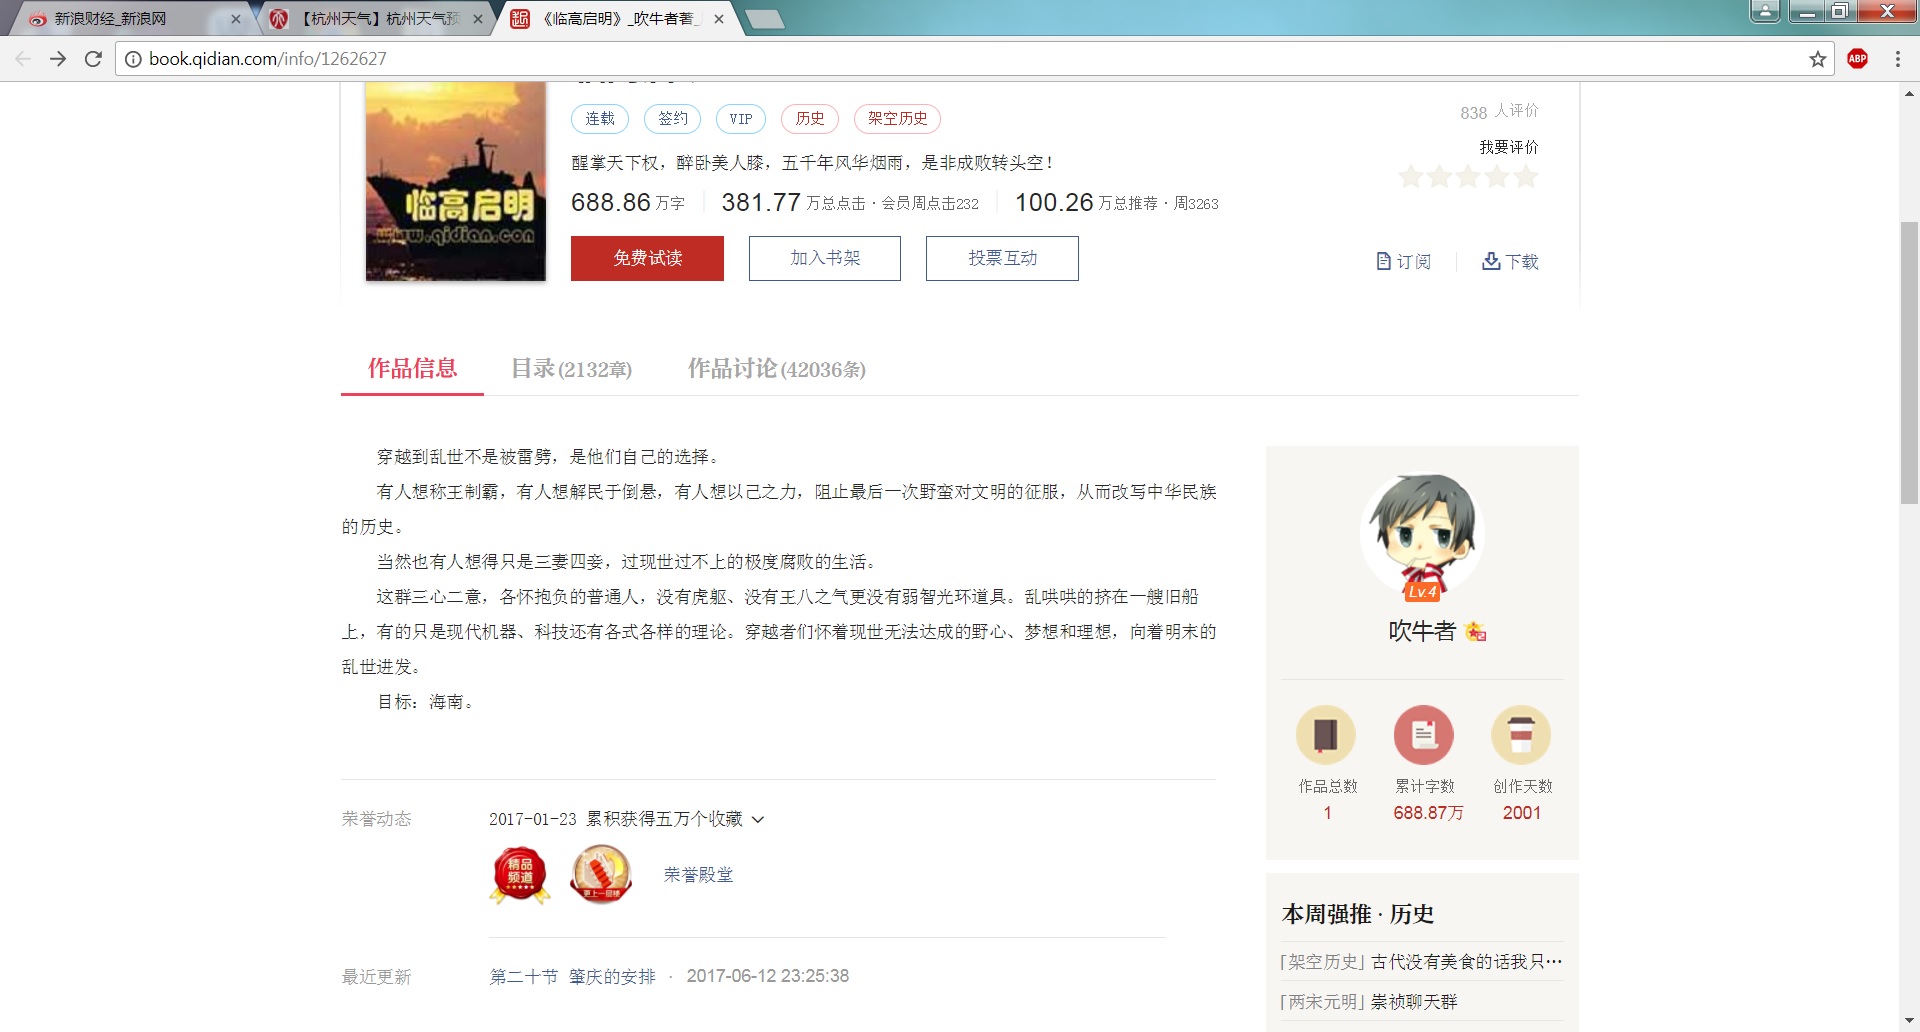 新浪财经_新浪网
【杭州天气】杭州天气预
《临高启明》_吹牛者著_
book.qidian.com/info/1262627
ABP
临高启明
www.qidian.com
连载 签约 VIP 历史 架空历史
838 人评价
我要评价
醒掌天下权，醉卧美人膝，五千年风华烟雨，是非成败转头空！
688.86万字 381.77万总点击·会员周点击232 100.26万总推荐·周3263
免费试读 加入书架 投票互动
订阅 下载
作品信息 目录(2132章) 作品讨论(42036条)
穿越到乱世不是被雷劈，是他们自己的选择。
有人想称王制霸，有人想解民于倒悬，有人想以己之力，阻止最后一次野蛮对文明的征服，从而改写中华民族
的历史。
当然也有人想得只是三妻四妾，过现世过不上的极度腐败的生活。
这群三心二意，各怀抱负的普通人，没有虎躯、没有王八之气更没有弱智光环道具。乱哄哄的挤在一艘旧船
上，有的只是现代机器、科技还有各式各样的理论。穿越者们怀着现世无法达成的野心、梦想和理想，向着明末的
乱世进发。
目标：海南。
Lv.4
吹牛者
作品总数 累计字数 创作天数
1 688.87万 2001
荣誉动态 2017-01-23 累积获得五万个收藏
精品
频道
更上一层楼
荣誉殿堂
最近更新 第二十节 肇庆的安排 · 2017-06-12 23:25:38
本周强推·历史
「架空历史」古代没有美食的话我只…
「两宋元明」崇祯聊天群